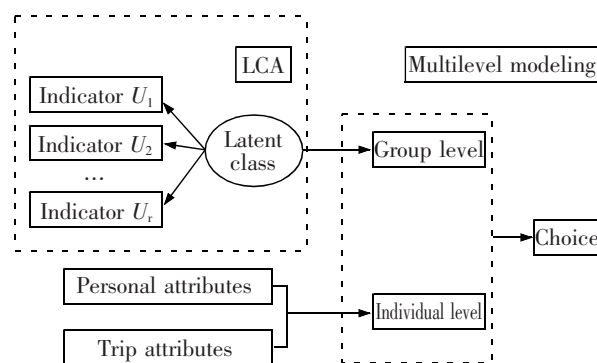 LCA
Multilevel modeling
Indicator U1
Indicator U2
...
Indicator Ur
Latent
class
Group level
Choice
Personal attributes
Individual level
Trip attributes